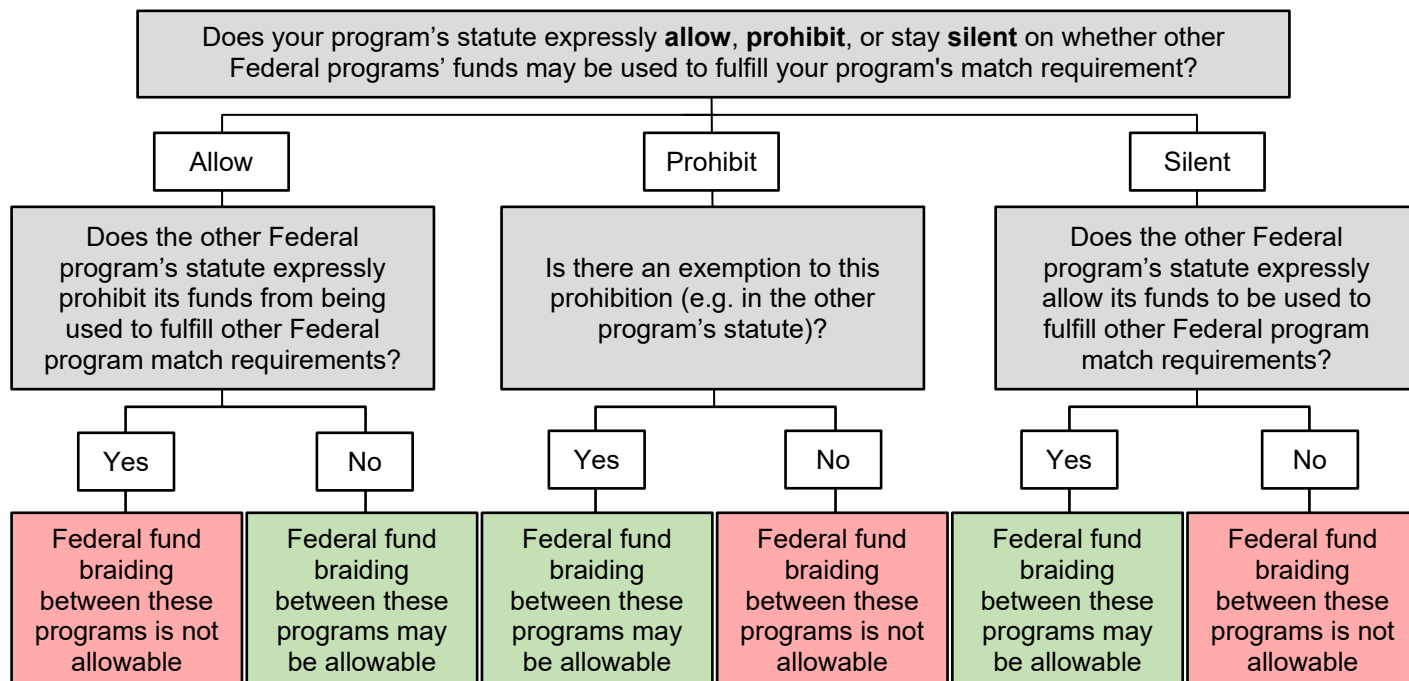 Does your program’s statute expressly allow, prohibit, or stay silent on whether other
Federal programs’ funds may be used to fulfill your program's match requirement?
Allow
Prohibit
Silent
Does the other Federal
program’s statute expressly
prohibit its funds from being
used to fulfill other Federal
program match requirements?
Is there an exemption to this
prohibition (e.g. in the other
program’s statute)?
Does the other Federal
program’s statute expressly
allow its funds to be used to
fulfill other Federal program
match requirements?
Yes
No
Yes
No
Yes
No
Federal fund
braiding
between these
programs is not
allowable
Federal fund
braiding
between these
programs may
be allowable
Federal fund
braiding
between these
programs may
be allowable
Federal fund
braiding
between these
programs is not
allowable
Federal fund
braiding
between these
programs may
be allowable
Federal fund
braiding
between these
programs is not
allowable